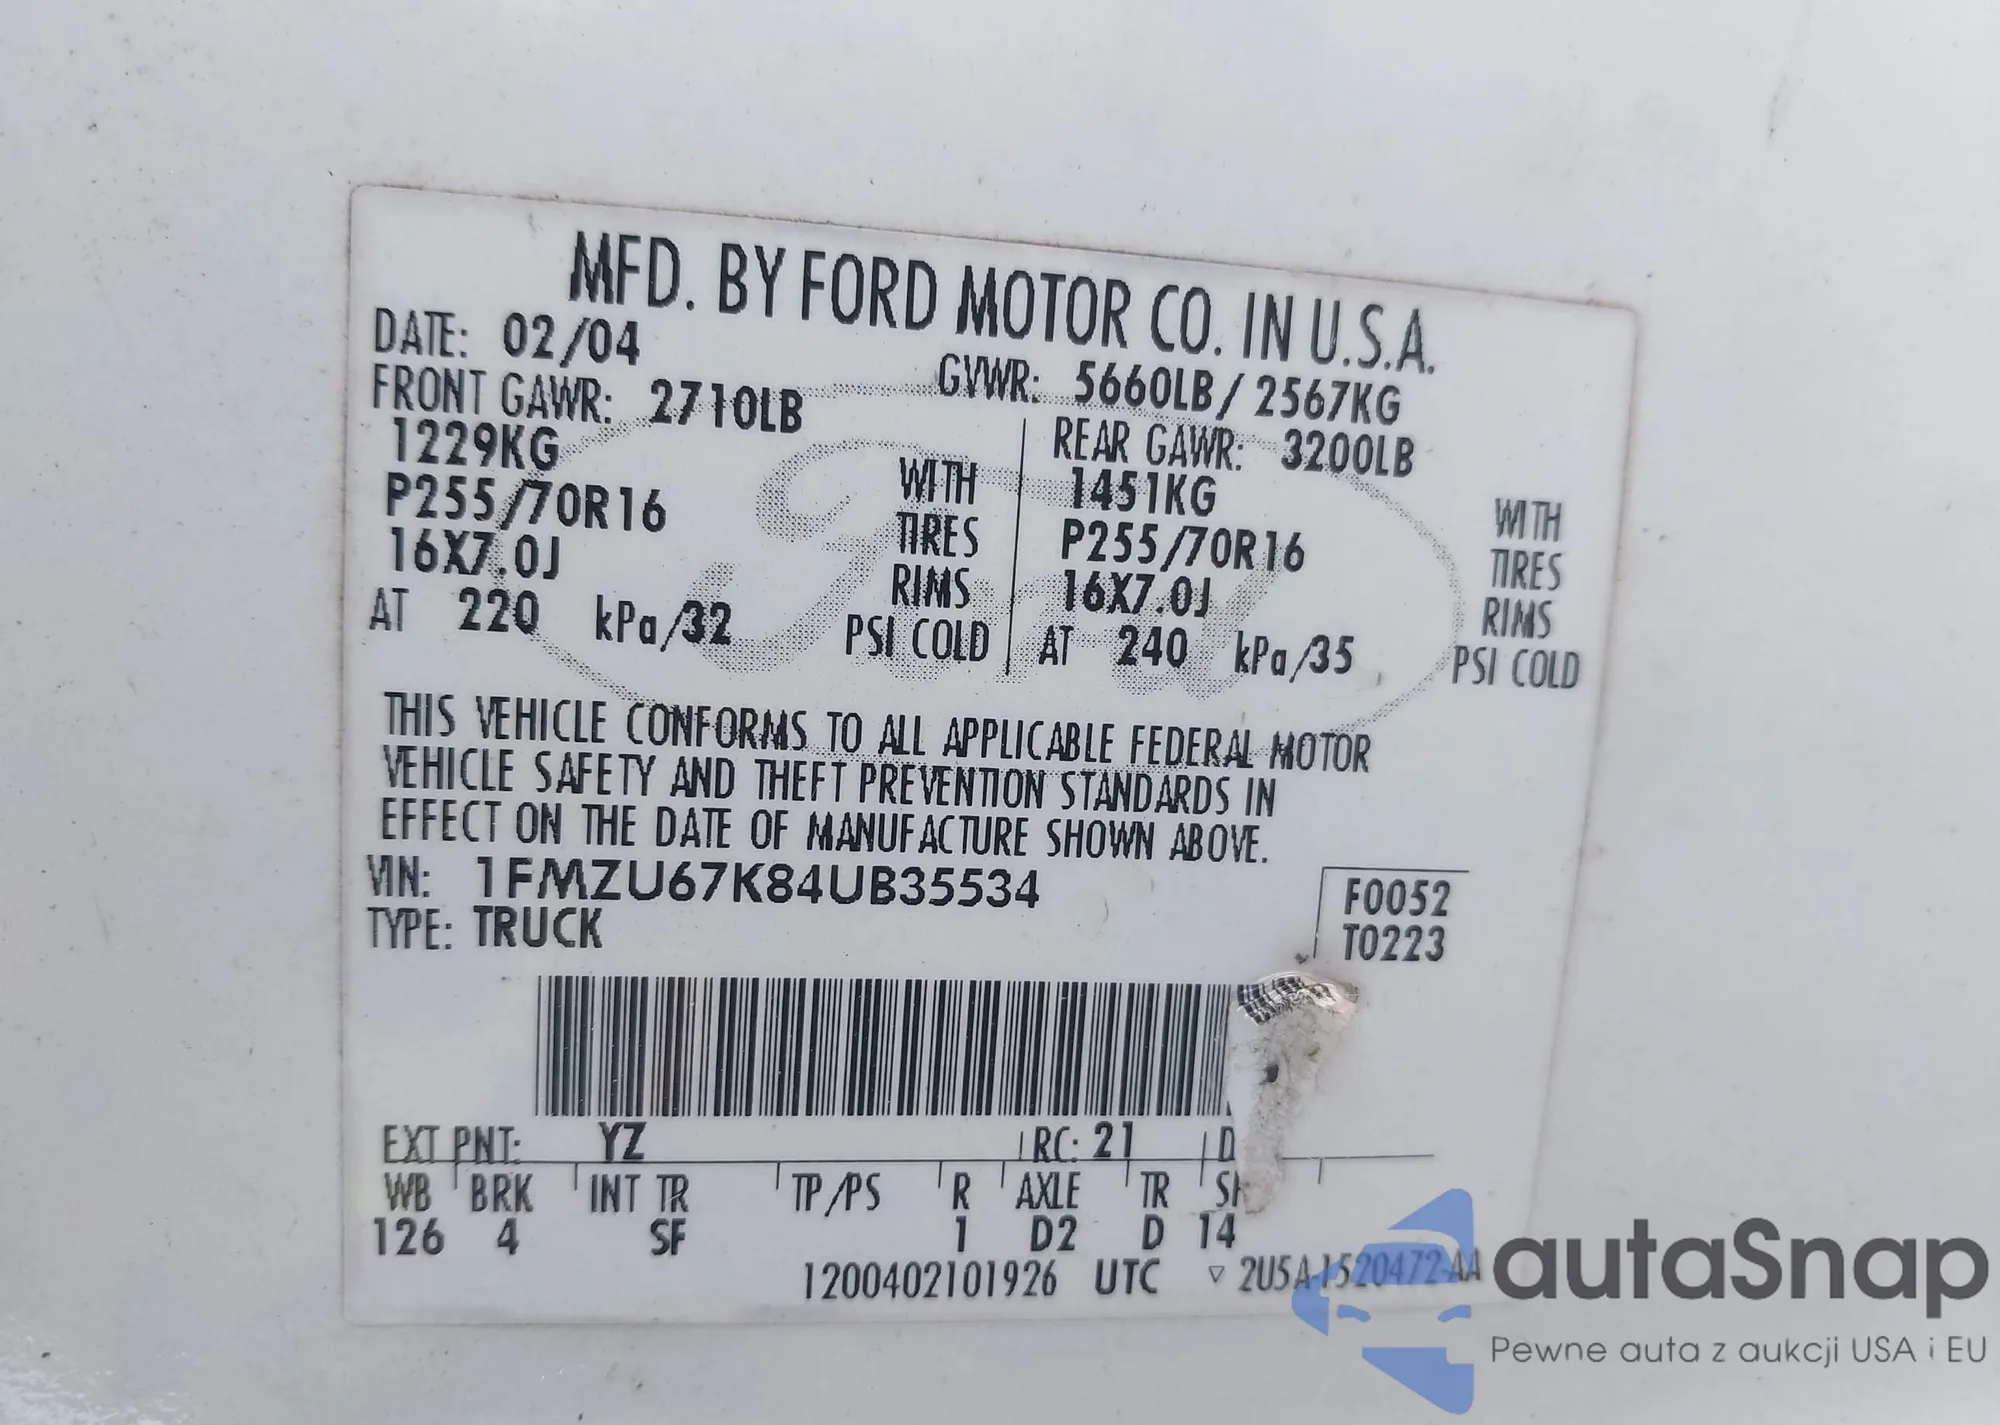 MFD. BY FORD MOTOR CO. IN U.S.A.
DATE: 02/04
GVWR: 5660LB / 2567KG
FRONT GAWR: 2710LB
1229KG WITH
P255/70R16 TIRES
16X7.0J RIMS
AT 220 kPa/32 PSI COLD
REAR GAWR: 3200LB
1451KG WITH
P255/70R16 TIRES
16X7.0J RIMS
AT 240 kPa/35 PSI COLD
THIS VEHICLE CONFORMS TO ALL APPLICABLE FEDERAL MOTOR
VEHICLE SAFETY AND THEFT PREVENTION STANDARDS IN
EFFECT ON THE DATE OF MANUFACTURE SHOWN ABOVE.
VIN: 1FMZU67K84UB35534
TYPE: TRUCK
F0052
T0223
EXT PNT: YZ RC: 21 D
WB BRK INT TR TP/PS R AXLE TR
126 4 SF 1 D2 D 14
1200402101926 UTC ▽ 2U5A-1520472-AA
Ford
autaSnap
Pewne auta z aukcji USA i EU